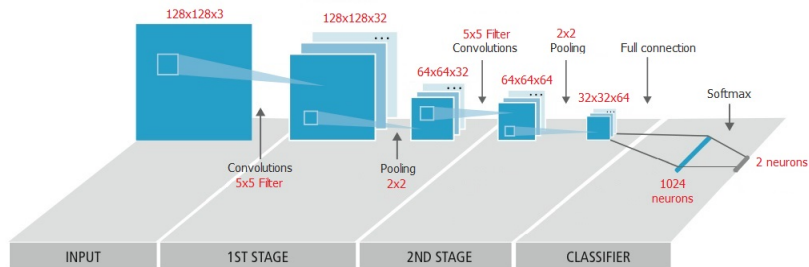 128x128x3
128x128x32
5x5 Filter
Convolutions
2x2
Pooling
Full connection
64x64x32
64x64x64
32x32x64
Softmax
Convolutions
5x5 Filter
Pooling
2x2
1024
neurons
2 neurons
INPUT
1ST STAGE
2ND STAGE
CLASSIFIER